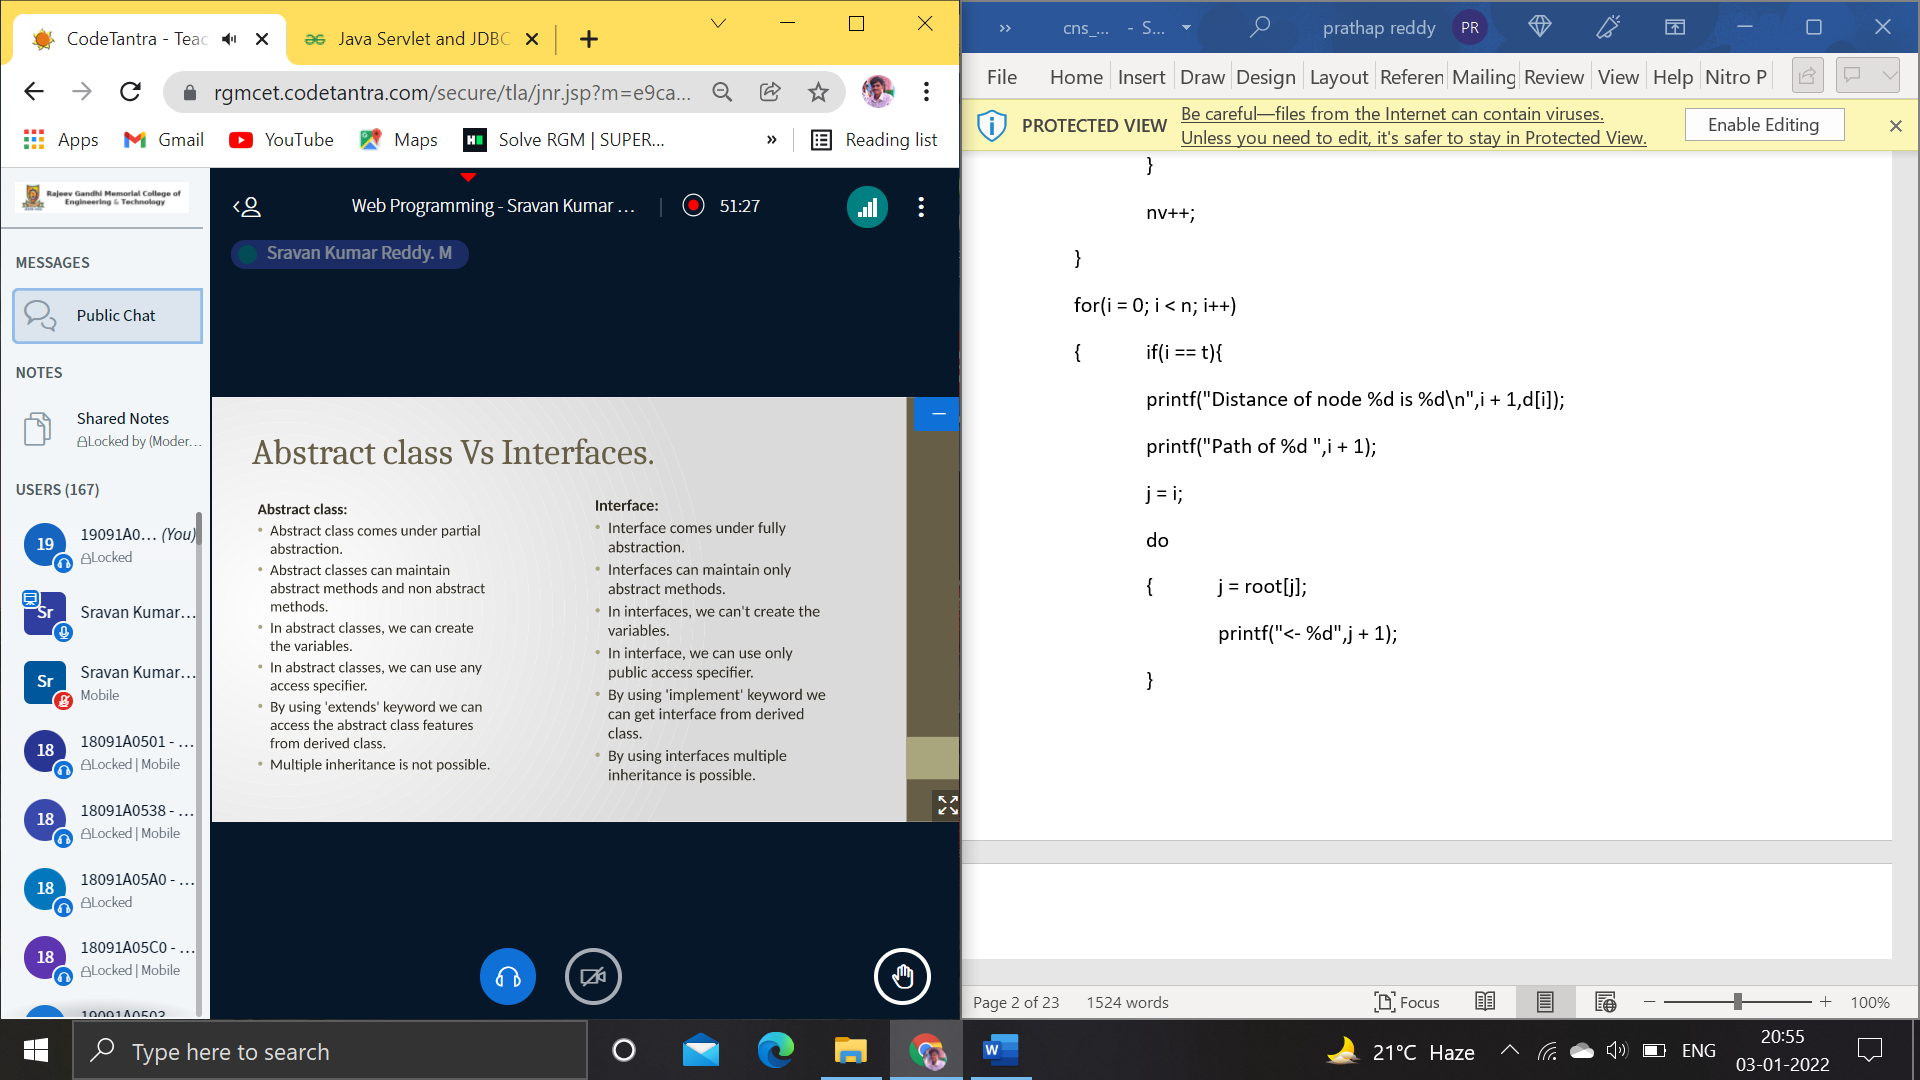 CodeTantra - Teac
Java Servlet and JDBC
rgmcet.codetantra.com/secure/tla/jnr.jsp?m=e9ca...
Apps
Gmail
YouTube
Maps
Solve RGM | SUPER...
»
Reading list
Rajeev Gandhi Memorial College of
Engineering & Technology
MESSAGES
Public Chat
NOTES
Shared Notes
Locked by (Moder...
USERS (167)
19
19091A0... (You)
Locked
Sr
Sravan Kumar...
Sr
Sravan Kumar...
Mobile
18
18091A0501 - ...
Locked | Mobile
18
18091A0538 - ...
Locked | Mobile
18
18091A05A0 - ...
Locked
18
18091A05C0 - ...
Locked | Mobile
19091A0503
Web Programming - Sravan Kumar ...
51:27
Sravan Kumar Reddy. M
Abstract class Vs Interfaces.
Abstract class:
• Abstract class comes under partial
abstraction.
• Abstract classes can maintain
abstract methods and non abstract
methods.
• In abstract classes, we can create
the variables.
• In abstract classes, we can use any
access specifier.
• By using 'extends' keyword we can
access the abstract class features
from derived class.
• Multiple inheritance is not possible.
Interface:
• Interface comes under fully
abstraction.
• Interfaces can maintain only
abstract methods.
• In interfaces, we can't create the
variables.
• In interface, we can use only
public access specifier.
• By using 'implement' keyword we
can get interface from derived
class.
• By using interfaces multiple
inheritance is possible.
» cns_... - S...
prathap reddy PR
File Home Insert Draw Design Layout Referen Mailing Review View Help Nitro P
PROTECTED VIEW
Be careful—files from the Internet can contain viruses.
Unless you need to edit, it's safer to stay in Protected View.
Enable Editing
}
nv++;
}
for(i = 0; i < n; i++)
{ if(i == t){
printf("Distance of node %d is %d\n",i + 1,d[i]);
printf("Path of %d ",i + 1);
j = i;
do
{ j = root[j];
printf("<- %d",j + 1);
}
Page 2 of 23 1524 words
Focus
100%
Type here to search
21°C Haze
ENG
20:55
03-01-2022